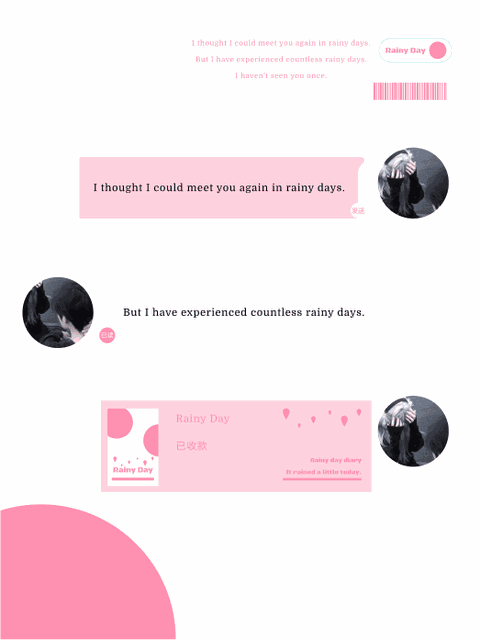 I thought I could meet you again in rainy days.
But I have experienced countless rainy days.
I haven't seen you once.
Rainy Day
I thought I could meet you again in rainy days.
发送
But I have experienced countless rainy days.
已读
Rainy Day
已收款
Rainy Day
Rainy day diary
It ruined a little today.